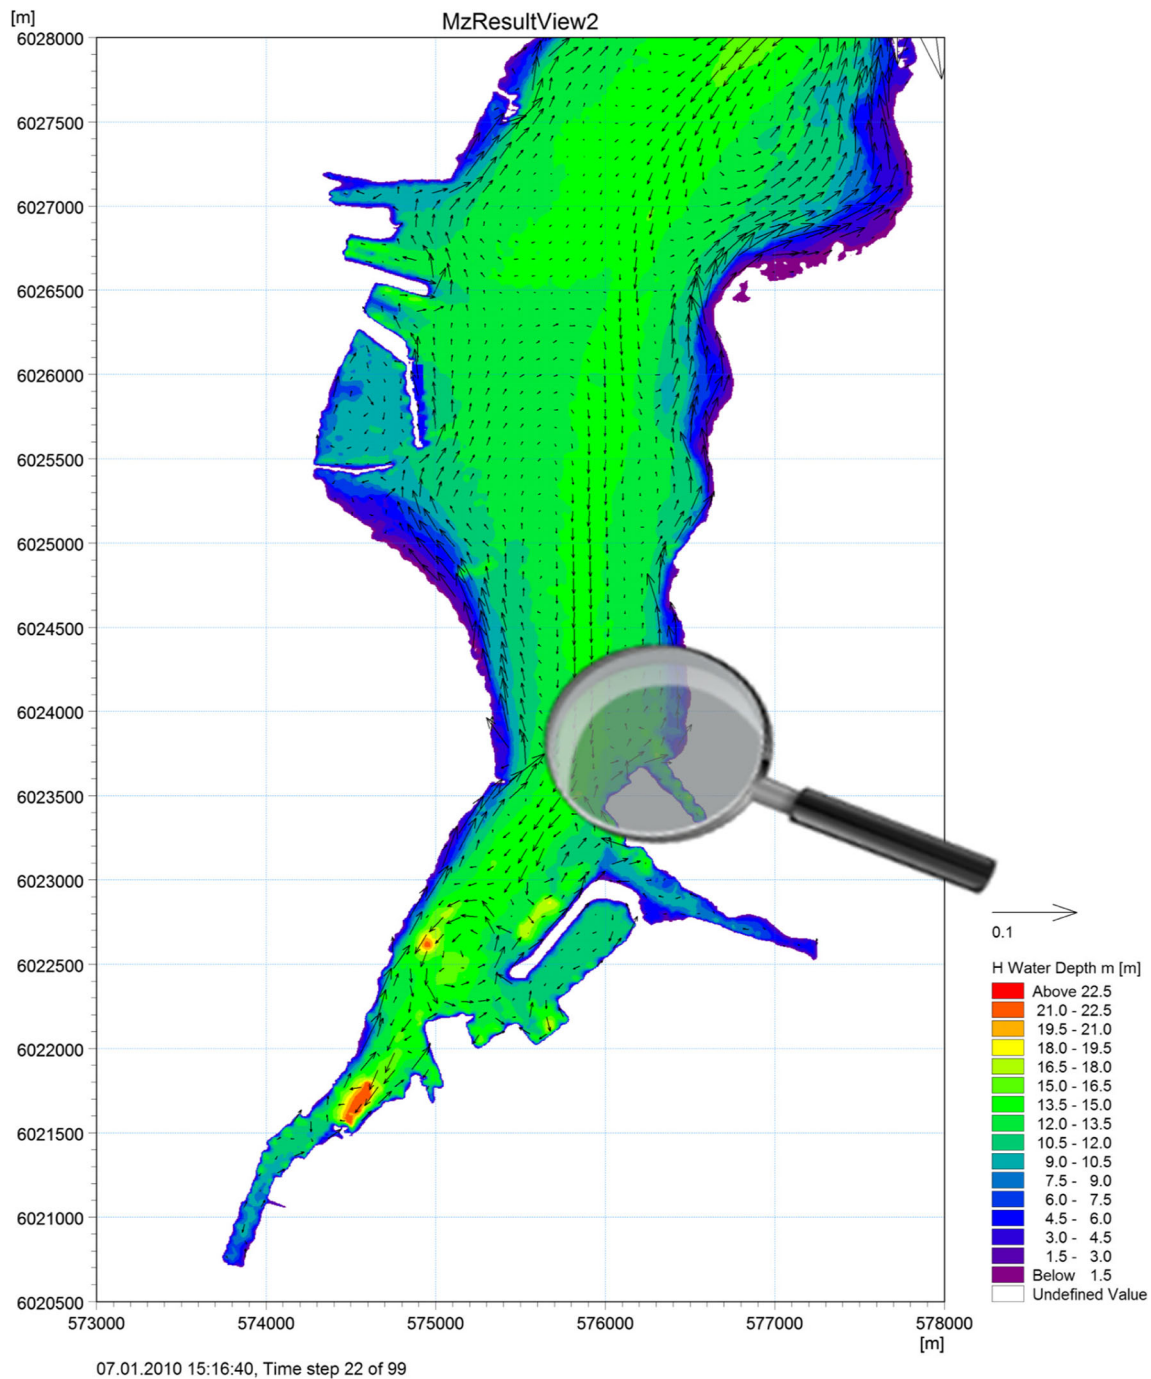 [m]
MzResultView2
6028000
6027500
6027000
6026500
6026000
6025500
6025000
6024500
6024000
6023500
6023000
6022500
6022000
6021500
6021000
6020500
573000 574000 575000 576000 577000 578000
[m]
0.1
H Water Depth m [m]
Above 22.5
21.0 - 22.5
19.5 - 21.0
18.0 - 19.5
16.5 - 18.0
15.0 - 16.5
13.5 - 15.0
12.0 - 13.5
10.5 - 12.0
9.0 - 10.5
7.5 - 9.0
6.0 - 7.5
4.5 - 6.0
3.0 - 4.5
1.5 - 3.0
Below 1.5
Undefined Value
07.01.2010 15:16:40, Time step 22 of 99